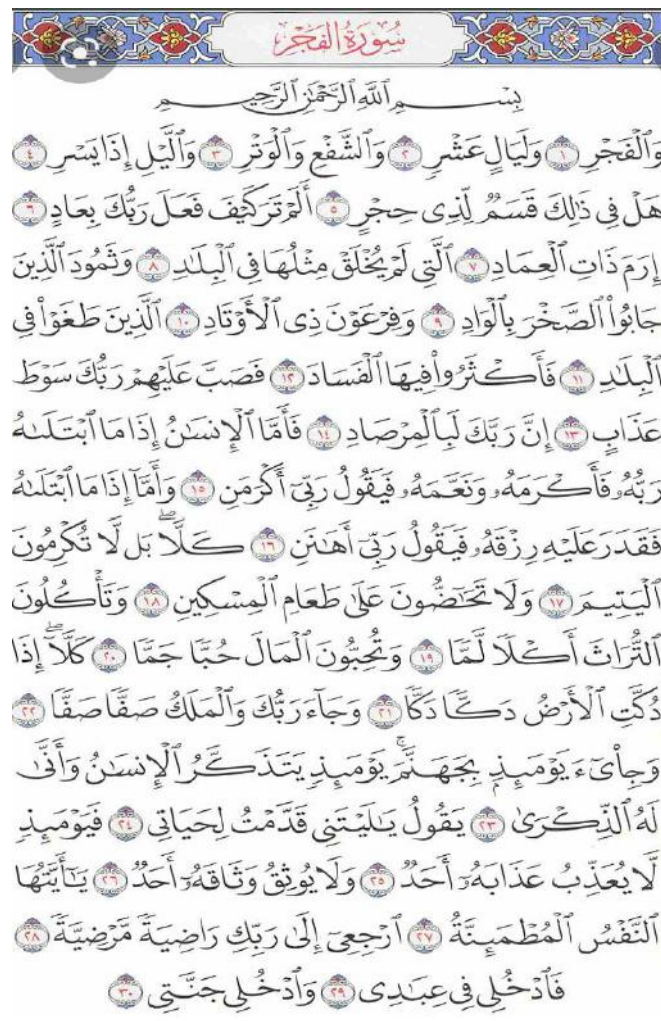 سُورَةُ الفَجْرِ
بِسْمِ ٱللَّهِ ٱلرَّحْمَٰنِ ٱلرَّحِيمِ
وَٱلْفَجْرِ ١ وَلَيَالٍ عَشْرٍ ٢ وَٱلشَّفْعِ وَٱلْوَتْرِ ٣ وَٱلَّيْلِ إِذَا يَسْرِ ٤
هَلْ فِى ذَٰلِكَ قَسَمٌ لِّذِى حِجْرٍ ٥ أَلَمْ تَرَ كَيْفَ فَعَلَ رَبُّكَ بِعَادٍ ٦
إِرَمَ ذَاتِ ٱلْعِمَادِ ٧ ٱلَّتِى لَمْ يُخْلَقْ مِثْلُهَا فِى ٱلْبِلَٰدِ ٨ وَثَمُودَ ٱلَّذِينَ
جَابُوا۟ ٱلصَّخْرَ بِٱلْوَادِ ٩ وَفِرْعَوْنَ ذِى ٱلْأَوْتَادِ ١٠ ٱلَّذِينَ طَغَوْا۟ فِى
ٱلْبِلَٰدِ ١١ فَأَكْثَرُوا۟ فِيهَا ٱلْفَسَادَ ١٢ فَصَبَّ عَلَيْهِمْ رَبُّكَ سَوْطَ
عَذَابٍ ١٣ إِنَّ رَبَّكَ لَبِٱلْمِرْصَادِ ١٤ فَأَمَّا ٱلْإِنسَٰنُ إِذَا مَا ٱبْتَلَىٰهُ
رَبُّهُۥ فَأَكْرَمَهُۥ وَنَعَّمَهُۥ فَيَقُولُ رَبِّىٓ أَكْرَمَنِ ١٥ وَأَمَّآ إِذَا مَا ٱبْتَلَىٰهُ
فَقَدَرَ عَلَيْهِ رِزْقَهُۥ فَيَقُولُ رَبِّىٓ أَهَٰنَنِ ١٦ كَلَّاۖ بَل لَّا تُكْرِمُونَ
ٱلْيَتِيمَ ١٧ وَلَا تَحَٰٓضُّونَ عَلَىٰ طَعَامِ ٱلْمِسْكِينِ ١٨ وَتَأْكُلُونَ
ٱلتُّرَاثَ أَكْلًا لَّمًّا ١٩ وَتُحِبُّونَ ٱلْمَالَ حُبًّا جَمًّا ٢٠ كَلَّآۖ إِذَا
دُكَّتِ ٱلْأَرْضُ دَكًّا دَكًّا ٢١ وَجَآءَ رَبُّكَ وَٱلْمَلَكُ صَفًّا صَفًّا ٢٢
وَجِا۟ىٓءَ يَوْمَئِذٍۭ بِجَهَنَّمَۚ يَوْمَئِذٍ يَتَذَكَّرُ ٱلْإِنسَٰنُ وَأَنَّىٰ
لَهُ ٱلذِّكْرَىٰ ٢٣ يَقُولُ يَٰلَيْتَنِى قَدَّمْتُ لِحَيَاتِى ٢٤ فَيَوْمَئِذٍ
لَّا يُعَذِّبُ عَذَابَهُۥٓ أَحَدٌ ٢٥ وَلَا يُوثِقُ وَثَاقَهُۥٓ أَحَدٌ ٢٦ يَٰٓأَيَّتُهَا
ٱلنَّفْسُ ٱلْمُطْمَئِنَّةُ ٢٧ ٱرْجِعِىٓ إِلَىٰ رَبِّكِ رَاضِيَةً مَّرْضِيَّةً ٢٨
فَٱدْخُلِى فِى عِبَٰدِى ٢٩ وَٱدْخُلِى جَنَّتِى ٣٠